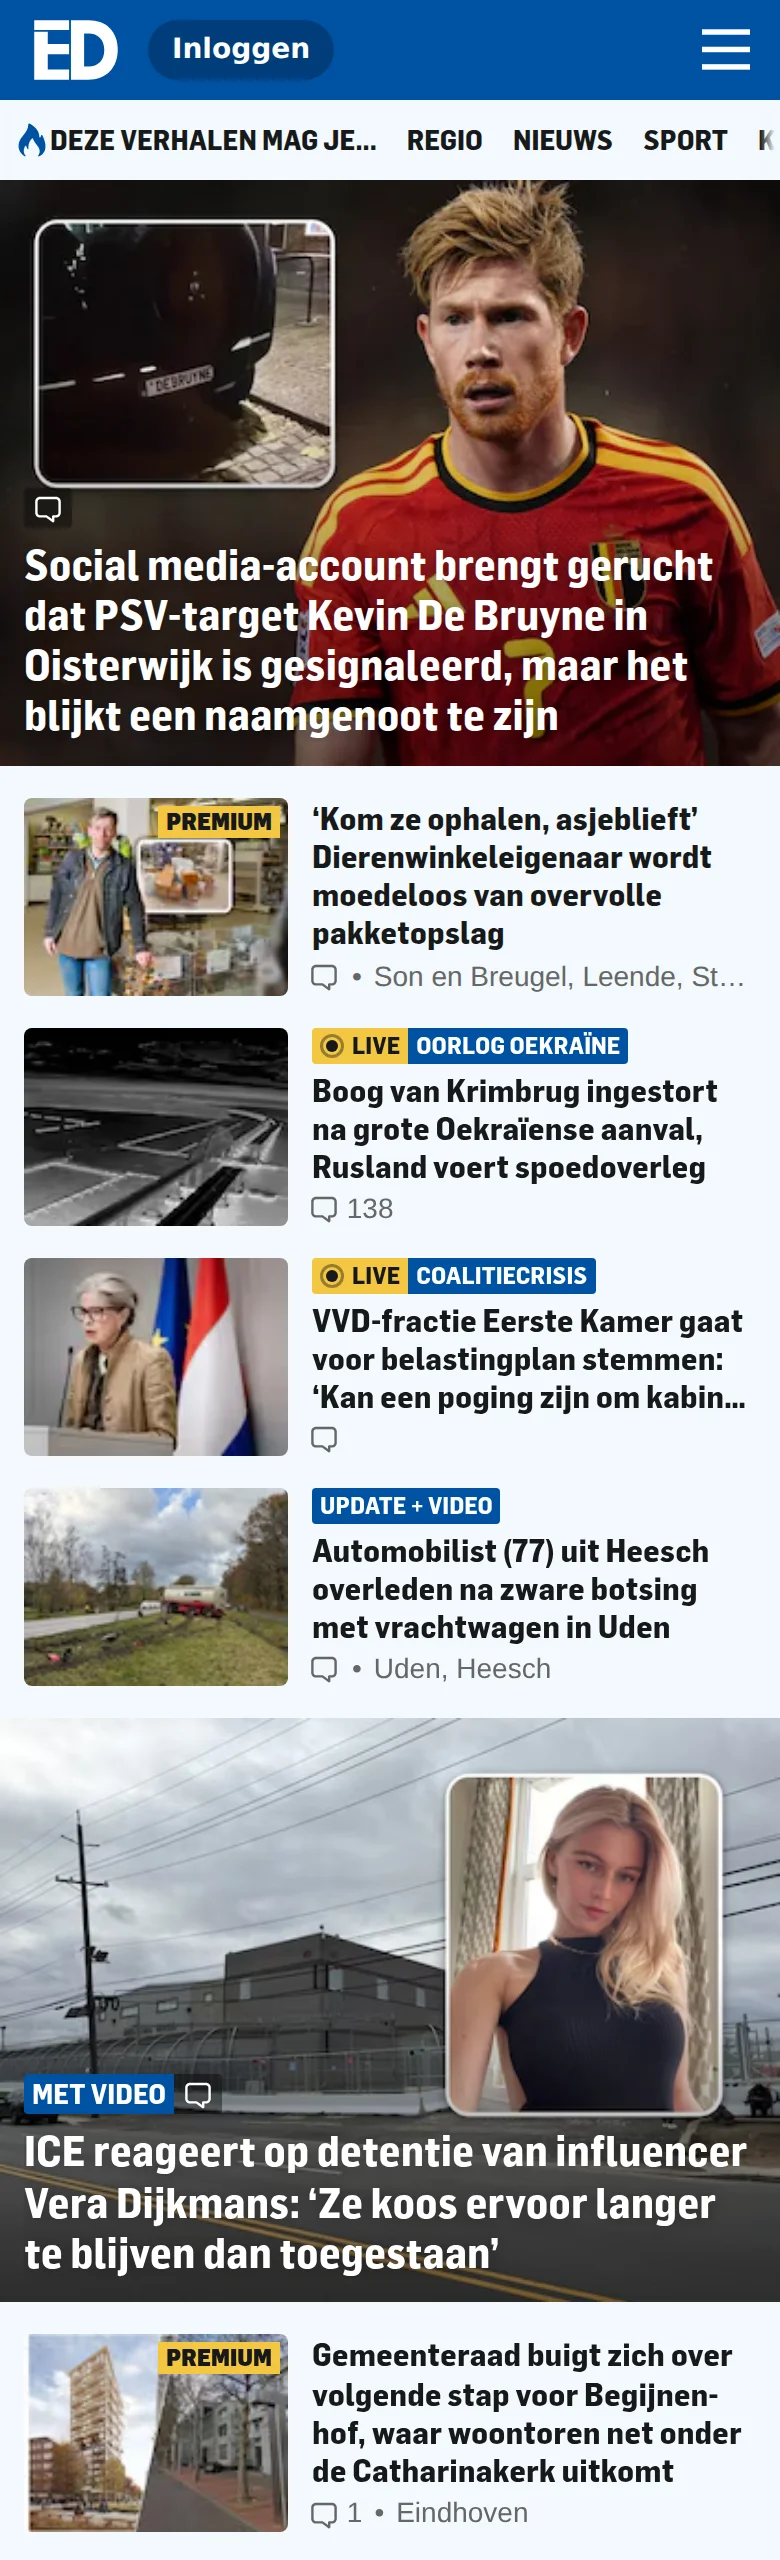 ED
Inloggen
DEZE VERHALEN MAG JE... REGIO NIEUWS SPORT K
DEBRUYNE
Social media-account brengt gerucht
dat PSV-target Kevin De Bruyne in
Oisterwijk is gesignaleerd, maar het
blijkt een naamgenoot te zijn
PREMIUM
‘Kom ze ophalen, asjeblieft’
Dierenwinkeleigenaar wordt
moedeloos van overvolle
pakketopslag
• Son en Breugel, Leende, St...
LIVE OORLOG OEKRAÏNE
Boog van Krimbrug ingestort
na grote Oekraïense aanval,
Rusland voert spoedoverleg
138
LIVE COALITIECRISIS
VVD-fractie Eerste Kamer gaat
voor belastingplan stemmen:
‘Kan een poging zijn om kabin...
UPDATE + VIDEO
Automobilist (77) uit Heesch
overleden na zware botsing
met vrachtwagen in Uden
• Uden, Heesch
MET VIDEO
ICE reageert op detentie van influencer
Vera Dijkmans: ‘Ze koos ervoor langer
te blijven dan toegestaan’
PREMIUM
Gemeenteraad buigt zich over
volgende stap voor Begijnen-
hof, waar woontoren net onder
de Catharinakerk uitkomt
1 • Eindhoven